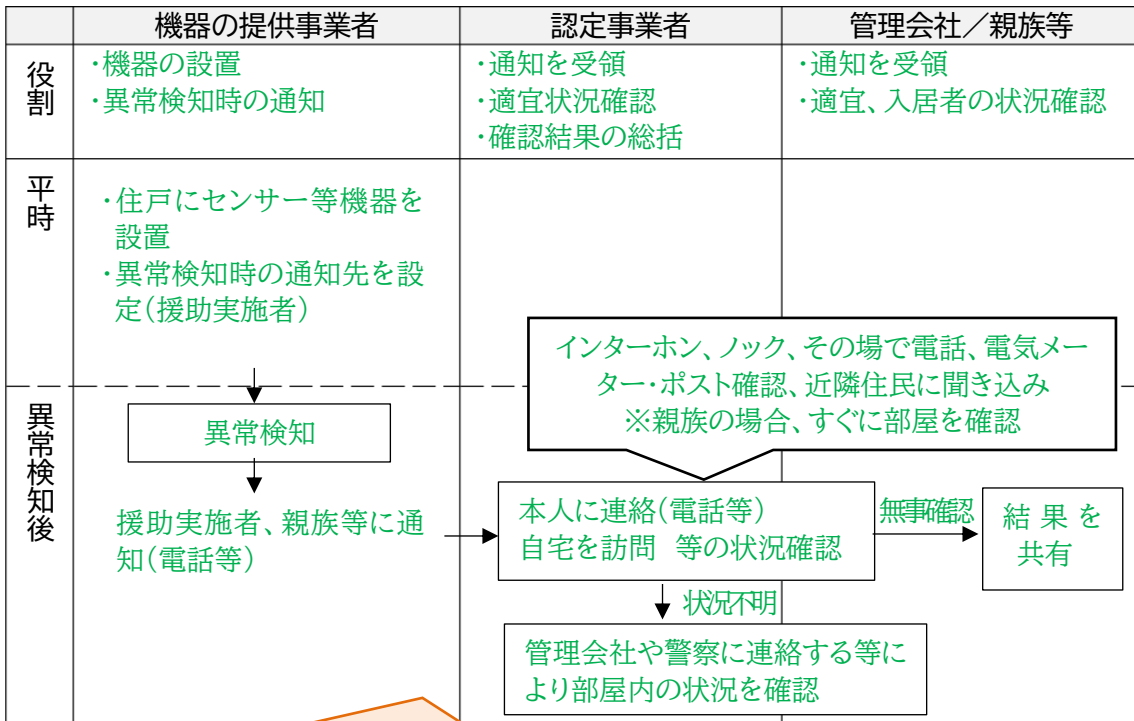 機器の提供事業者
認定事業者
管理会社／親族等
役割
・機器の設置
・異常検知時の通知
・通知を受領
・適宜状況確認
・確認結果の総括
・通知を受領
・適宜、入居者の状況確認
平時
・住戸にセンサー等機器を
設置
・異常検知時の通知先を設
定(援助実施者)
インターホン、ノック、その場で電話、電気メー
ター・ポスト確認、近隣住民に聞き込み
※親族の場合、すぐに部屋を確認
異常検知後
異常検知
援助実施者、親族等に通
知(電話等)
本人に連絡(電話等)
自宅を訪問　等の状況確認
無事確認
結果を
共有
状況不明
管理会社や警察に連絡する等に
より部屋内の状況を確認